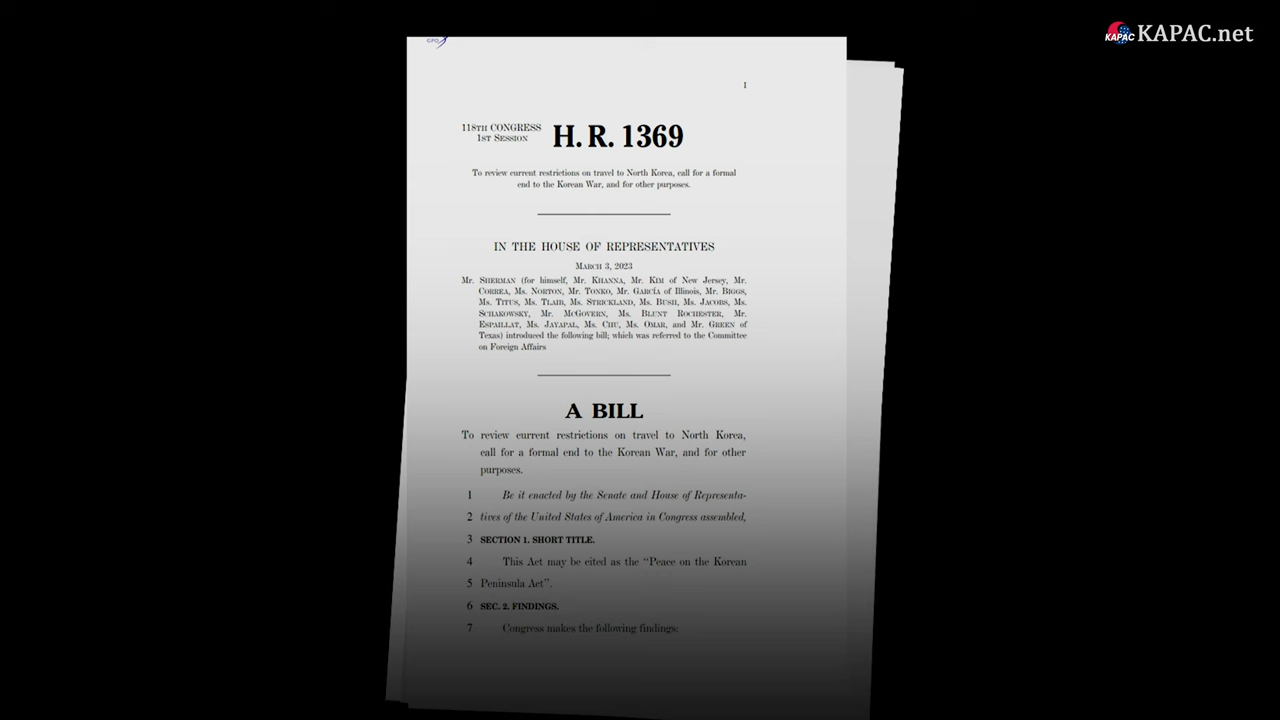 KAPAC KAPAC.net
GPO
I
118TH CONGRESS
1ST SESSION
H. R. 1369
To review current restrictions on travel to North Korea, call for a formal
end to the Korean War, and for other purposes.
IN THE HOUSE OF REPRESENTATIVES
MARCH 3, 2023
Mr. SHERMAN (for himself, Mr. KHANNA, Mr. KIM of New Jersey, Mr.
CORREA, Ms. NORTON, Mr. TONKO, Mr. GARCÍA of Illinois, Mr. BIGGS,
Ms. TITUS, Ms. TLAIB, Ms. STRICKLAND, Ms. BUSH, Ms. JACOBS, Ms.
SCHAKOWSKY, Mr. MCGOVERN, Ms. BLUNT ROCHESTER, Mr.
ESPAILLAT, Ms. JAYAPAL, Ms. CHU, Ms. OMAR, and Mr. GREEN of
Texas) introduced the following bill; which was referred to the Committee
on Foreign Affairs
A BILL
To review current restrictions on travel to North Korea,
call for a formal end to the Korean War, and for other
purposes.
1 Be it enacted by the Senate and House of Representa-
2 tives of the United States of America in Congress assembled,
3 SECTION 1. SHORT TITLE.
4 This Act may be cited as the “Peace on the Korean
5 Peninsula Act”.
6 SEC. 2. FINDINGS.
7 Congress makes the following findings: